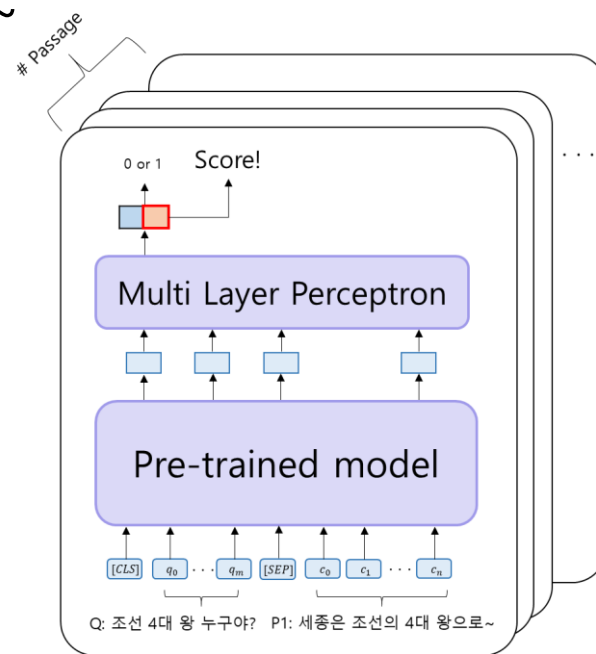 ~
# Passage
0 or 1 Score!
. . .
Multi Layer Perceptron
Pre-trained model
[CLS] q₀ · · · qₘ [SEP] c₀ c₁ · · · cₙ
Q: 조선 4대 왕 누구야? P1: 세종은 조선의 4대 왕으로~